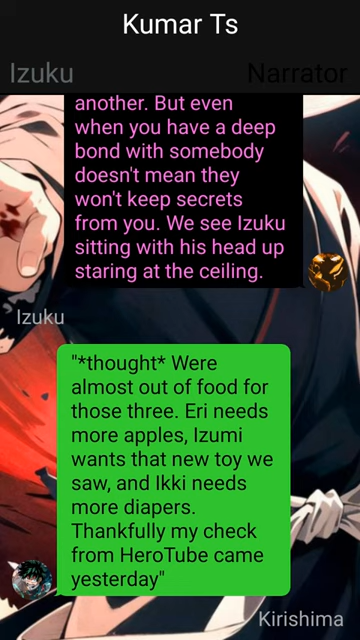 Kumar Ts
Izuku
Narrator
another. But even
when you have a deep
bond with somebody
doesn't mean they
won't keep secrets
from you. We see Izuku
sitting with his head up
staring at the ceiling.
Izuku
"*thought* Were
almost out of food for
those three. Eri needs
more apples, Izumi
wants that new toy we
saw, and Ikki needs
more diapers.
Thankfully my check
from HeroTube came
yesterday"
Kirishima